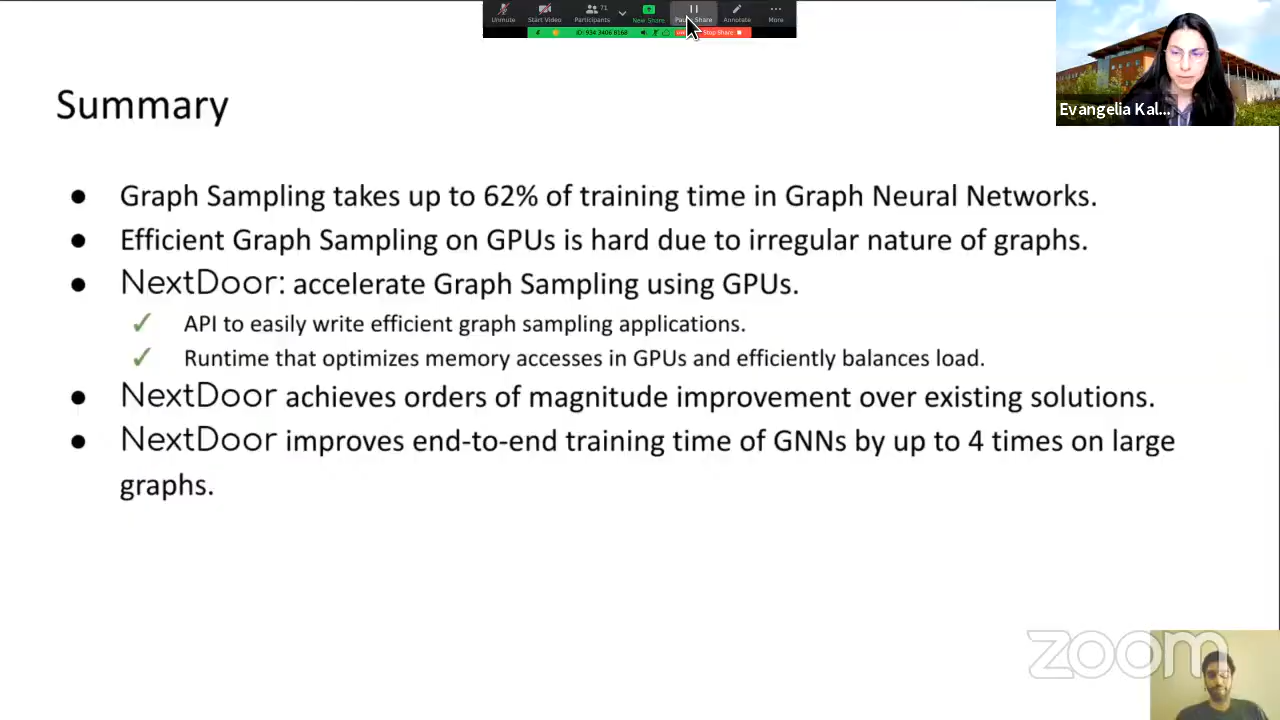 71
Unmute Start Video Participants New Share Pause Share Annotate More
Stop Share
Evangelia Kal...
Summary
● Graph Sampling takes up to 62% of training time in Graph Neural Networks.
● Efficient Graph Sampling on GPUs is hard due to irregular nature of graphs.
● NextDoor: accelerate Graph Sampling using GPUs.
✓ API to easily write efficient graph sampling applications.
✓ Runtime that optimizes memory accesses in GPUs and efficiently balances load.
● NextDoor achieves orders of magnitude improvement over existing solutions.
● NextDoor improves end-to-end training time of GNNs by up to 4 times on large
graphs.
zoom